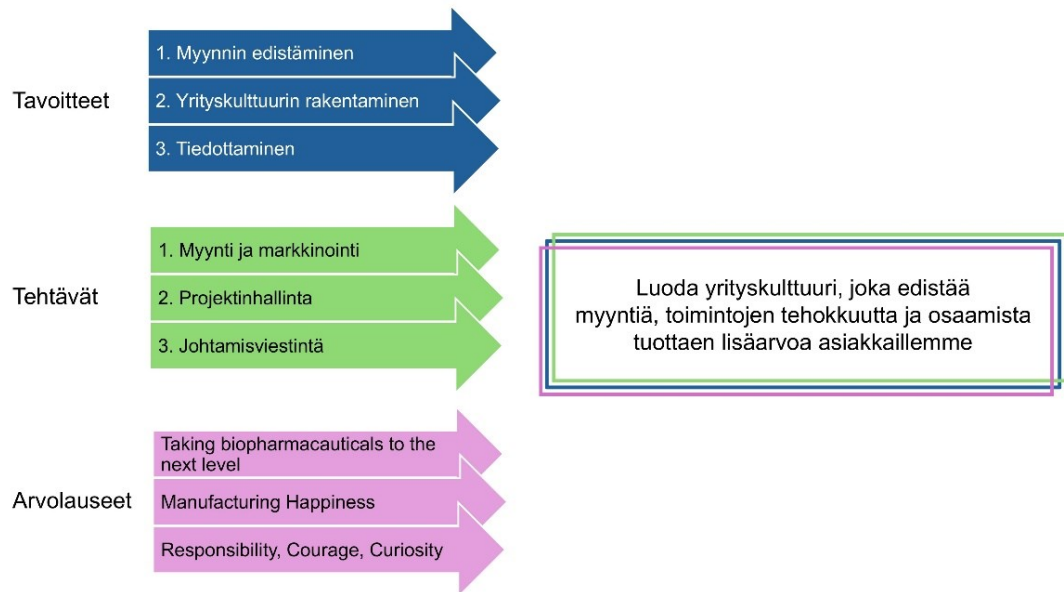 Tavoitteet
1. Myynnin edistäminen
2. Yrityskulttuurin rakentaminen
3. Tiedottaminen
Tehtävät
1. Myynti ja markkinointi
2. Projektinhallinta
3. Johtamisviestintä
Arvolauseet
Taking biopharmacauticals to the
next level
Manufacturing Happiness
Responsibility, Courage, Curiosity
Luoda yrityskulttuuri, joka edistää
myyntiä, toimintojen tehokkuutta ja osaamista
tuottaen lisäarvoa asiakkaillemme